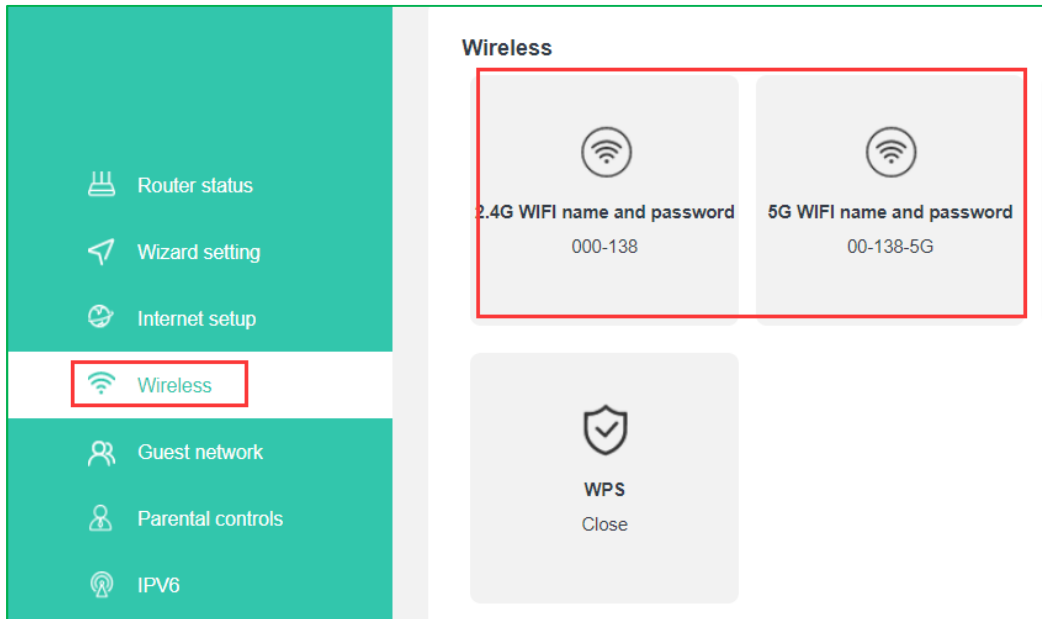 Router status
Wizard setting
Internet setup
Wireless
Guest network
Parental controls
IPV6
Wireless
2.4G WIFI name and password
000-138
5G WIFI name and password
00-138-5G
WPS
Close